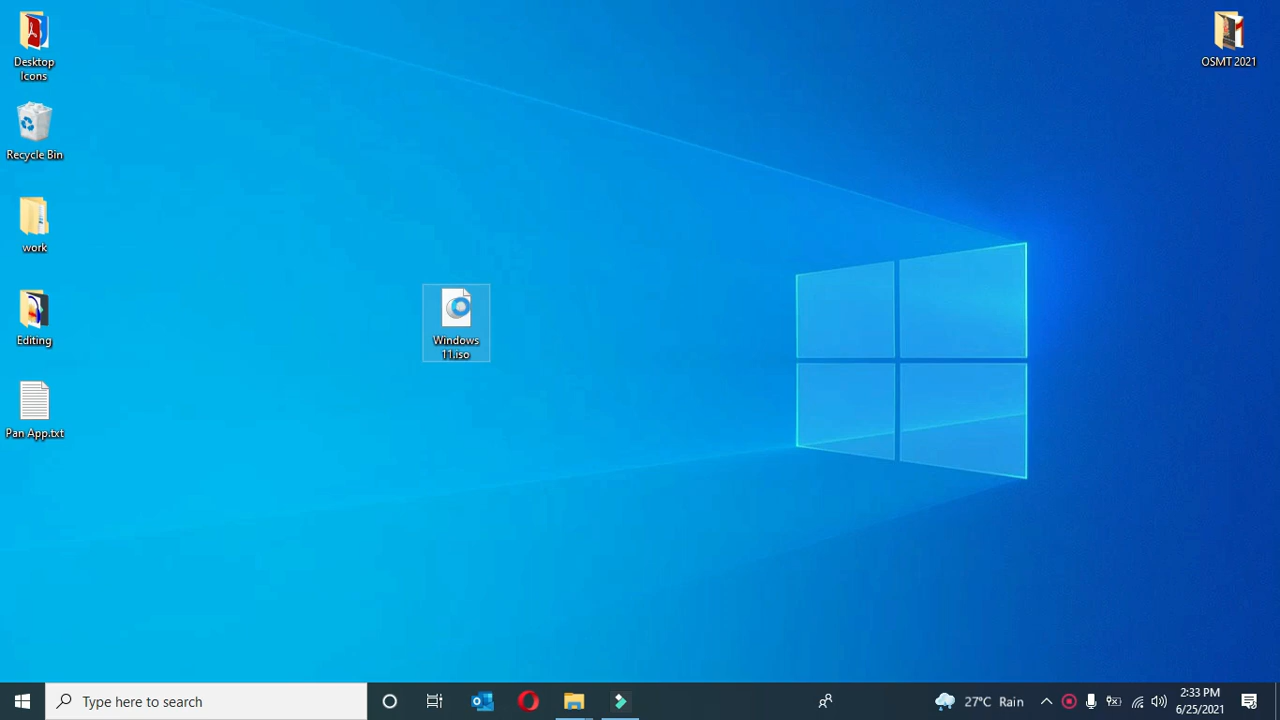 Desktop
Icons
Recycle Bin
work
Editing
Pan App.txt
Windows
11.iso
OSMT 2021
Type here to search
27°C Rain
2:33 PM
6/25/2021